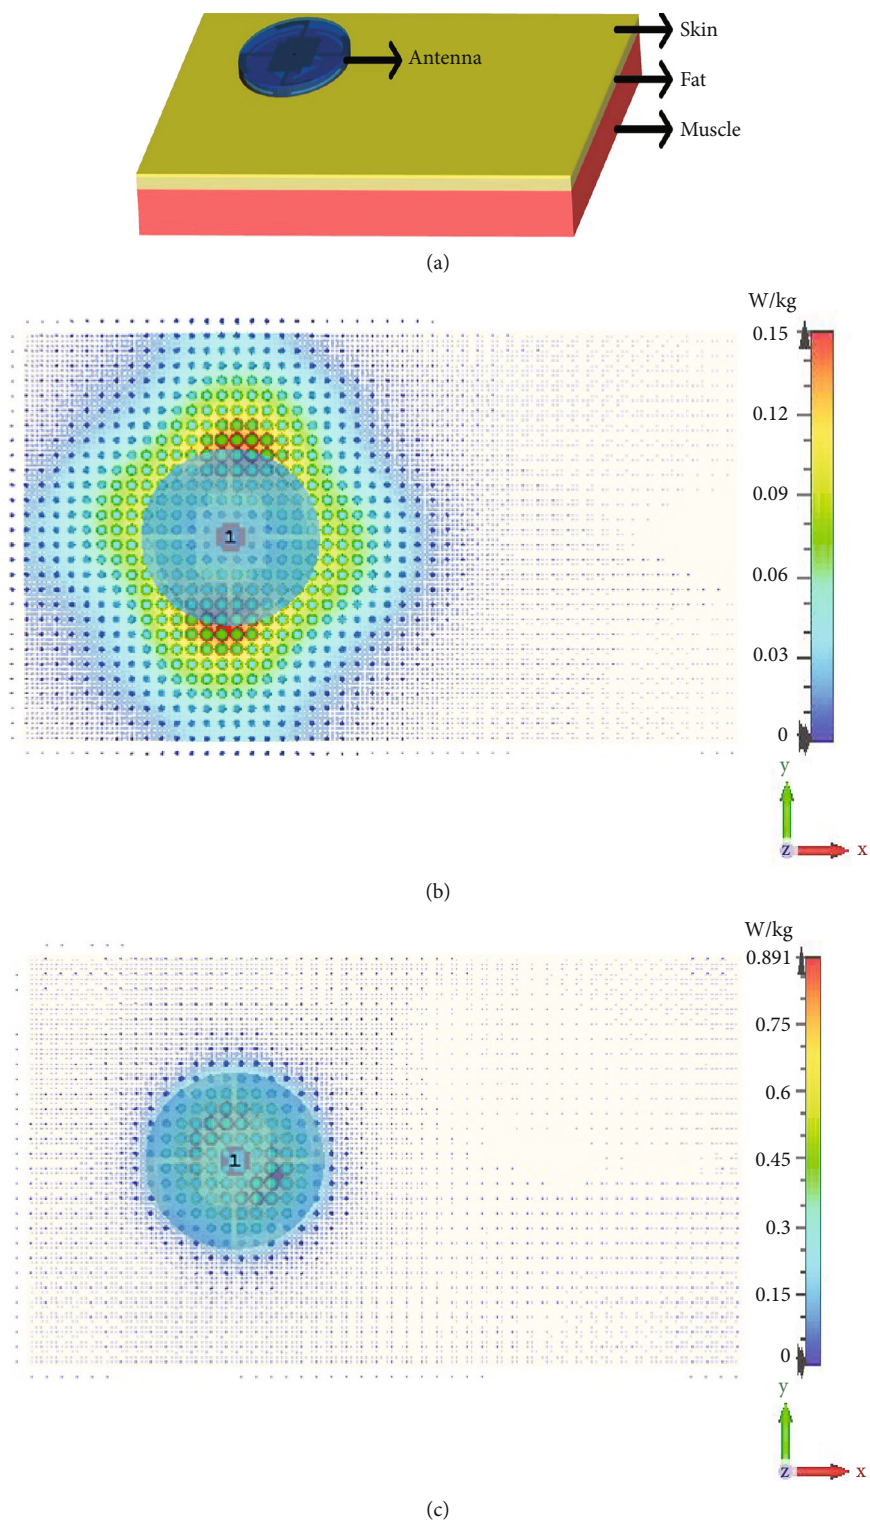 Skin
Antenna
Fat
Muscle
(a)
W/kg
0.15
0.12
0.09
0.06
0.03
0
1
y
z
x
(b)
W/kg
0.891
0.75
0.6
0.45
0.3
0.15
0
1
y
z
x
(c)